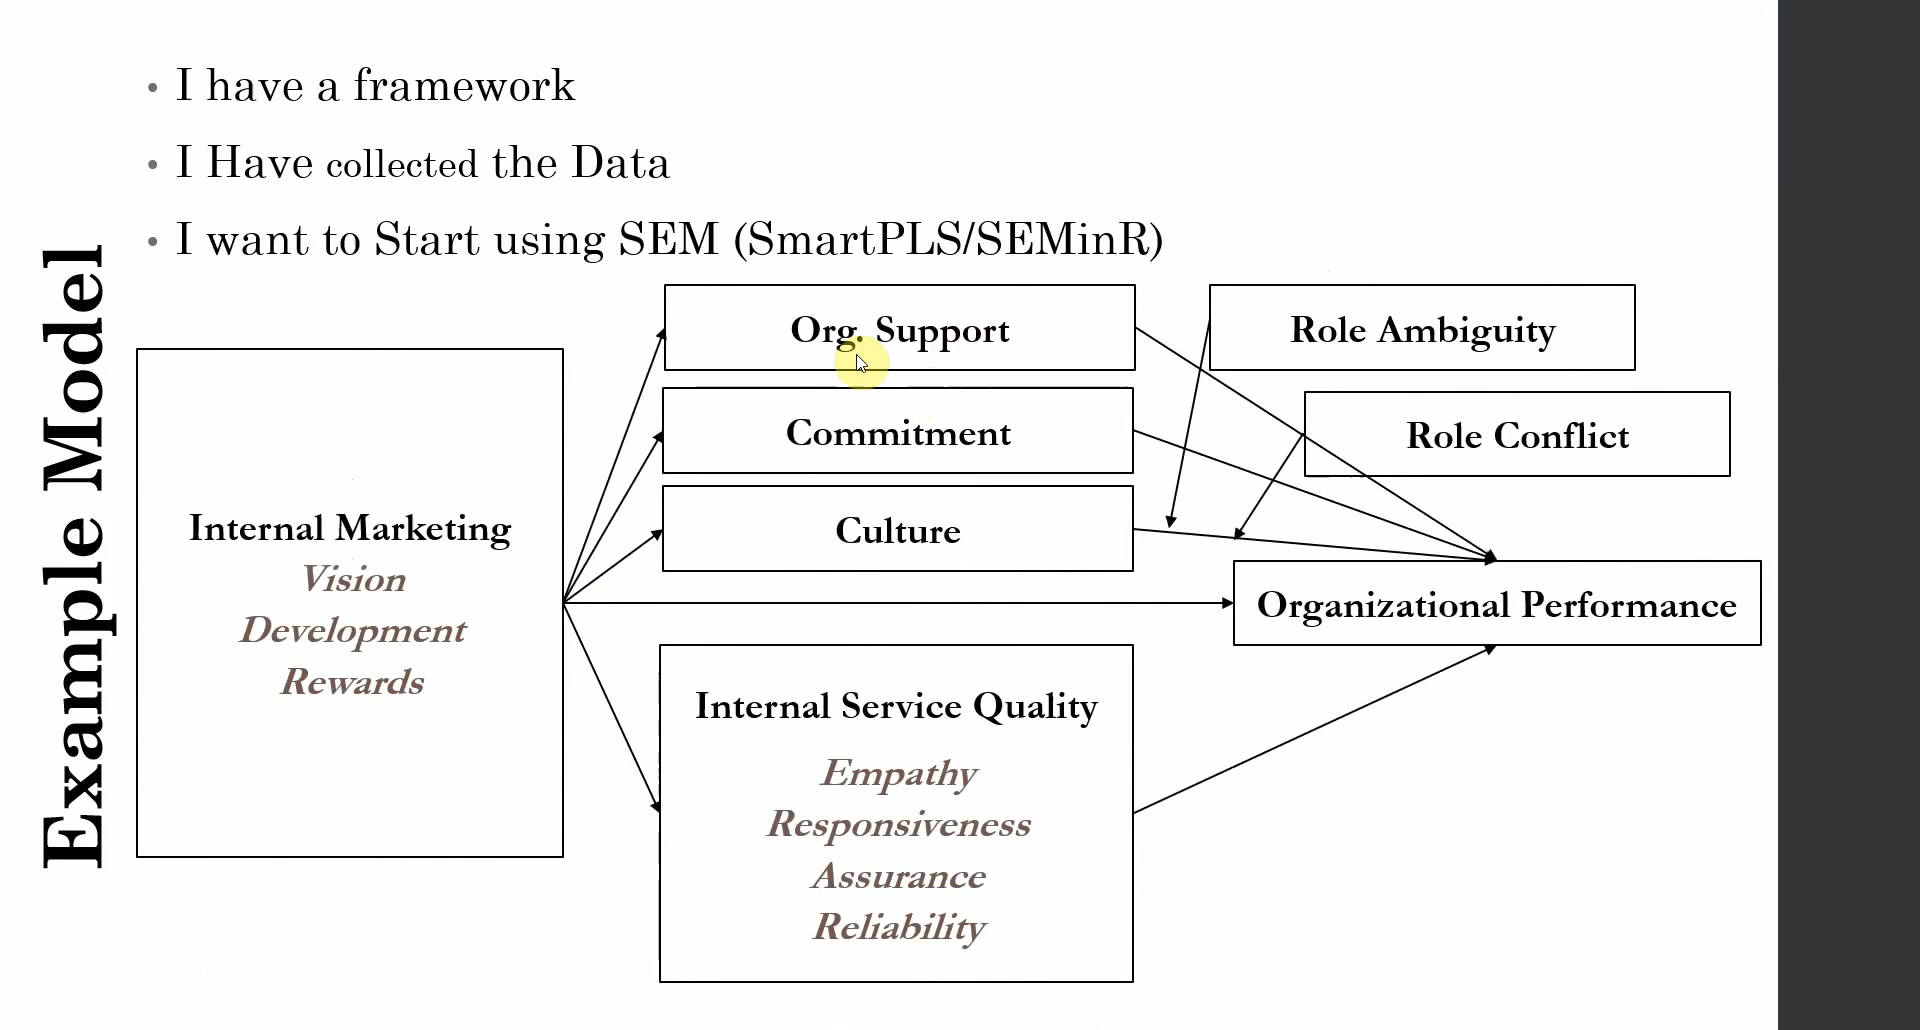 Example Model
I have a framework
I Have collected the Data
I want to Start using SEM (SmartPLS/SEMinR)
Internal Marketing
Vision
Development
Rewards
Org. Support
Commitment
Culture
Internal Service Quality
Empathy
Responsiveness
Assurance
Reliability
Role Ambiguity
Role Conflict
Organizational Performance